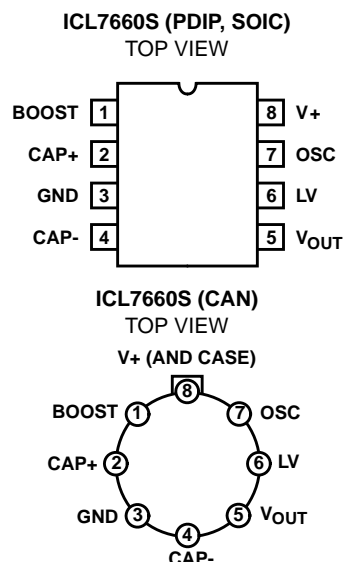 ICL7660S (PDIP, SOIC)
TOP VIEW
BOOST 1 8 V+
CAP+ 2 7 OSC
GND 3 6 LV
CAP- 4 5 VOUT
ICL7660S (CAN)
TOP VIEW
V+ (AND CASE)
8
BOOST 1 7 OSC
CAP+ 2 6 LV
GND 3 5 VOUT
4
CAP-